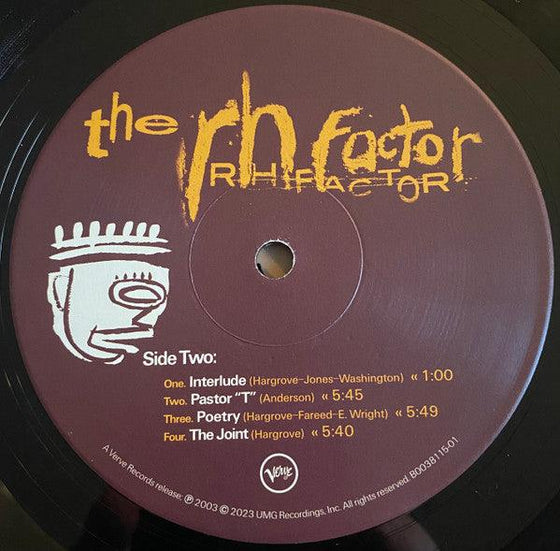 the rh factor
RH FACTOR
Side Two:
One. Interlude (Hargrove–Jones–Washington) « 1:00
Two. Pastor "T" (Anderson) « 5:45
Three. Poetry (Hargrove–Fareed–E. Wright) « 5:49
Four. The Joint (Hargrove) « 5:40
Verve
A Verve Records release; ℗ 2003 © 2023 UMG Recordings, Inc. All rights reserved. B0038115-01